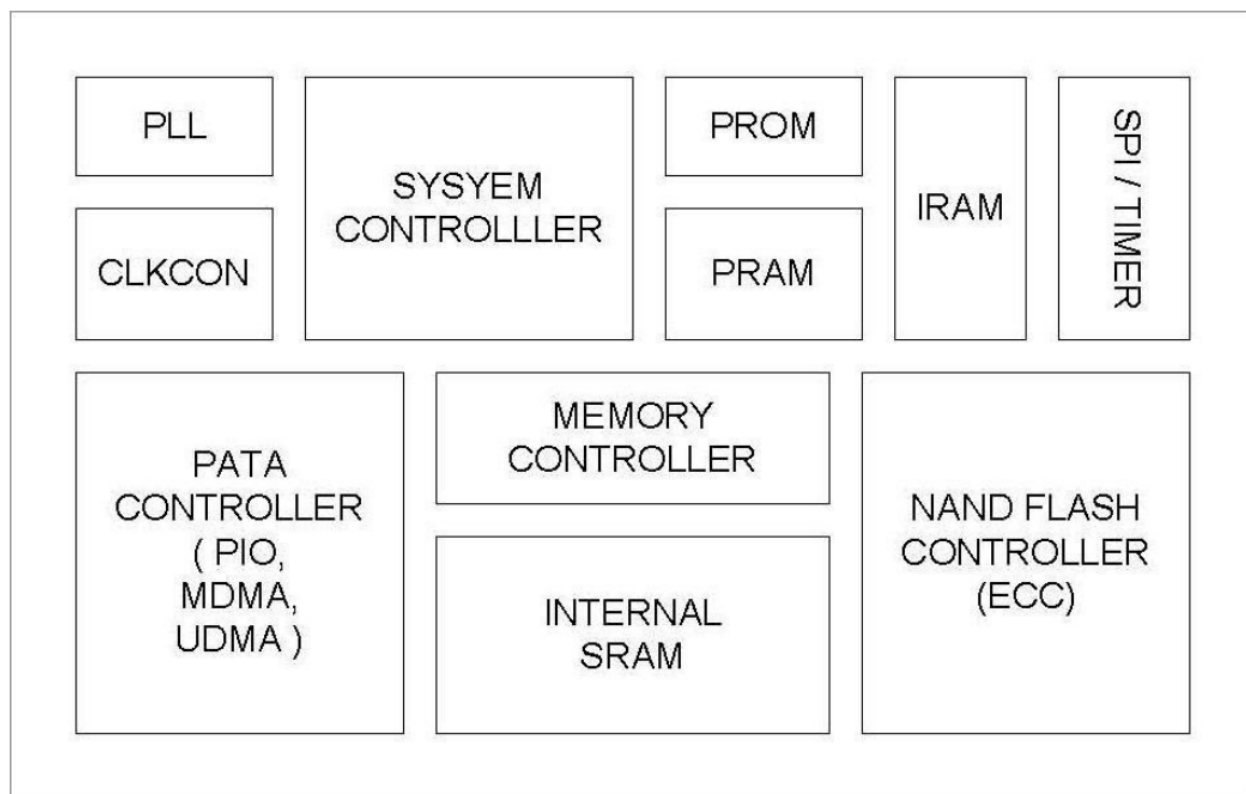 PLL
SYSYEM
CONTROLLLER
PROM
IRAM
SPI / TIMER
CLKCON
PRAM
PATA
CONTROLLER
( PIO,
MDMA,
UDMA )
MEMORY
CONTROLLER
INTERNAL
SRAM
NAND FLASH
CONTROLLER
(ECC)